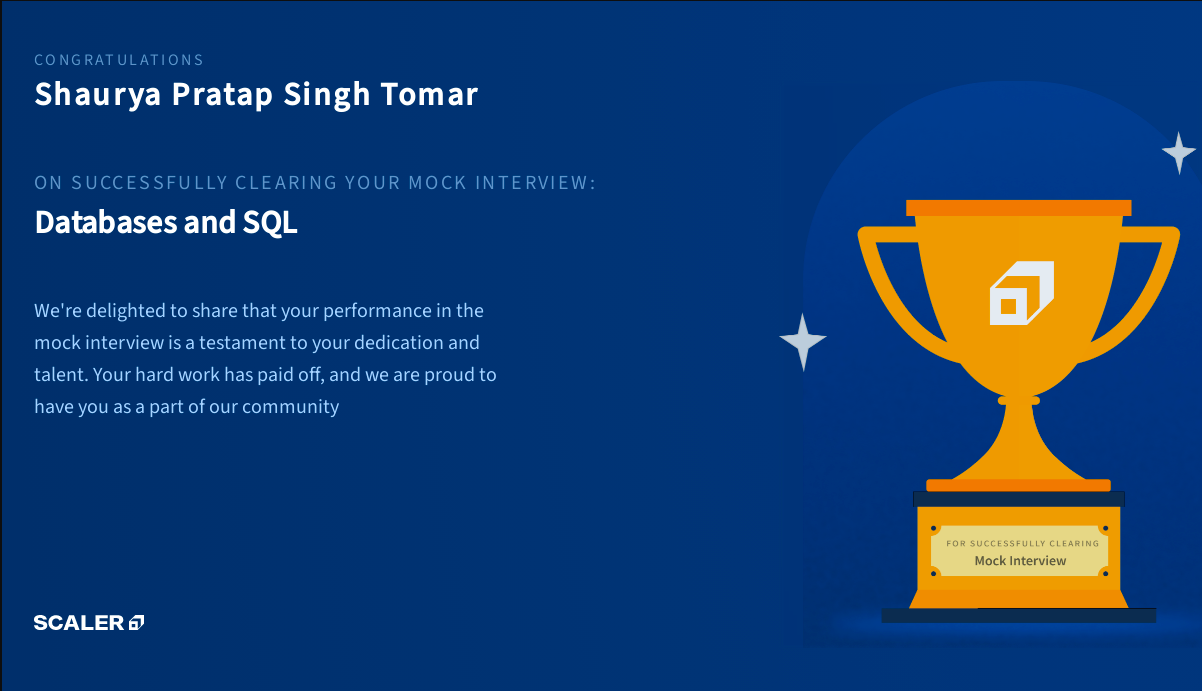 CONGRATULATIONS
Shaurya Pratap Singh Tomar
ON SUCCESSFULLY CLEARING YOUR MOCK INTERVIEW:
Databases and SQL
We're delighted to share that your performance in the
mock interview is a testament to your dedication and
talent. Your hard work has paid off, and we are proud to
have you as a part of our community
FOR SUCCESSFULLY CLEARING
Mock Interview
SCALER